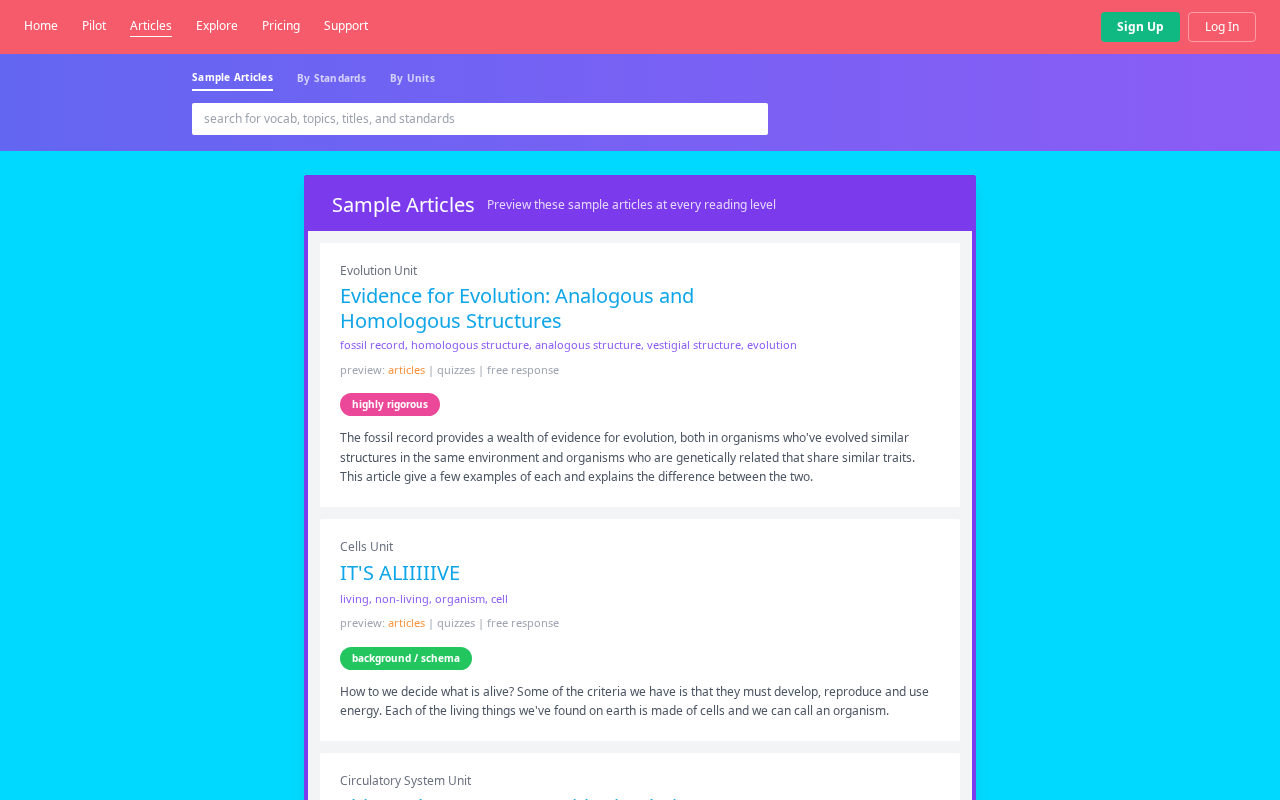 Home Pilot Articles Explore Pricing Support Sign Up Log In
Sample Articles By Standards By Units
search for vocab, topics, titles, and standards
Sample Articles Preview these sample articles at every reading level
Evolution Unit
Evidence for Evolution: Analogous and
Homologous Structures
fossil record, homologous structure, analogous structure, vestigial structure, evolution
preview: articles | quizzes | free response
highly rigorous
The fossil record provides a wealth of evidence for evolution, both in organisms who've evolved similar
structures in the same environment and organisms who are genetically related that share similar traits.
This article give a few examples of each and explains the difference between the two.
Cells Unit
IT'S ALIIIIIVE
living, non-living, organism, cell
preview: articles | quizzes | free response
background / schema
How to we decide what is alive? Some of the criteria we have is that they must develop, reproduce and use
energy. Each of the living things we've found on earth is made of cells and we can call an organism.
Circulatory System Unit